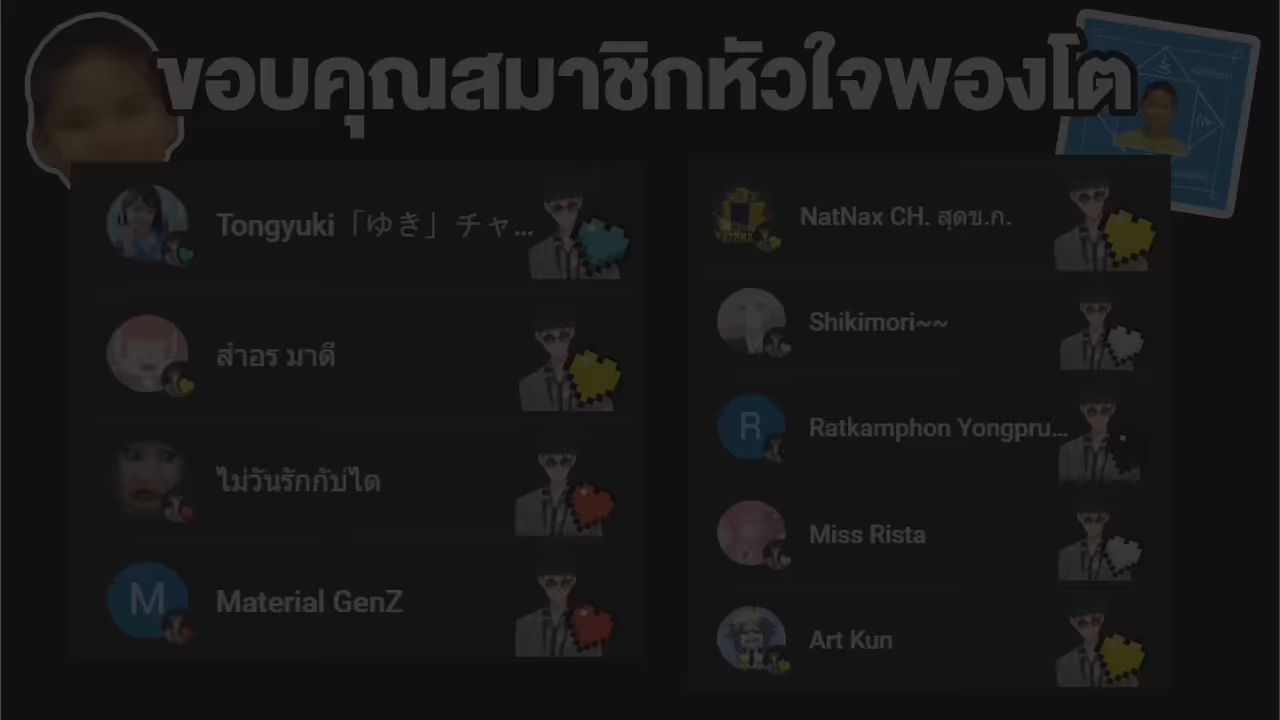 ขอบคุณสมาชิกหัวใจพองโต
Tongyuki「ゆき」チャ...
สำอร มาดี
ไม่วันรักกับ่ได
M
Material GenZ
NatNax CH. สุดข.ก.
Shikimori~~
R
Ratkamphon Yongpru...
Miss Rista
Art Kun